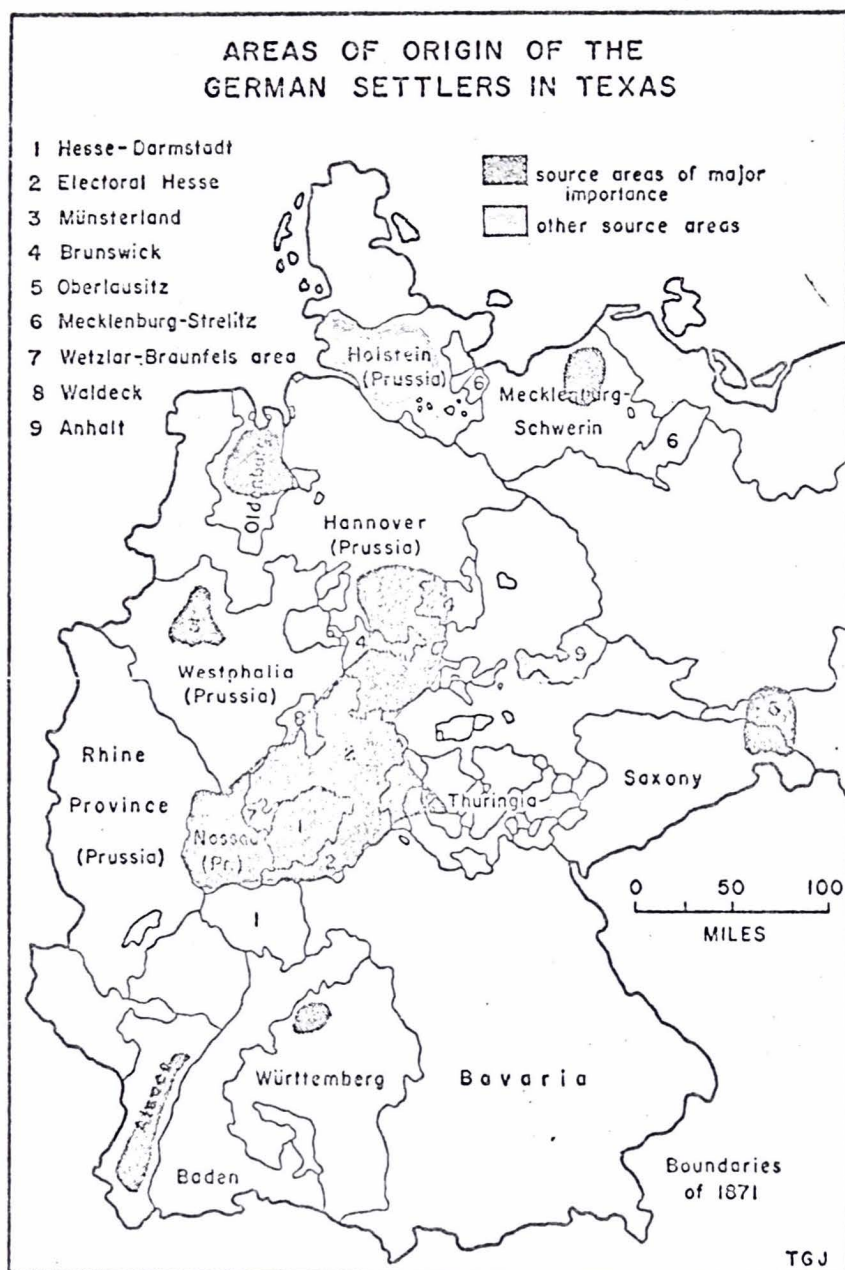 AREAS OF ORIGIN OF THE
GERMAN SETTLERS IN TEXAS
1 Hesse-Darmstadt
2 Electoral Hesse
3 Münsterland
4 Brunswick
5 Oberlausitz
6 Mecklenburg-Strelitz
7 Wetzlar-Braunfels area
8 Waldeck
9 Anhalt
source areas of major
importance
other source areas
Holstein
(Prussia)
6
Mecklenburg-
Schwerin
6
Oldenburg
Hannover
(Prussia)
3
4
9
Westphalia
(Prussia)
8
2
5
Rhine
Province
(Prussia)
Saxony
Thuringia
1
Nassau
(Pr.)
2
0 50 100
MILES
1
Württemberg
Bavaria
Alsace
Baden
Boundaries
of 1871
TGJ